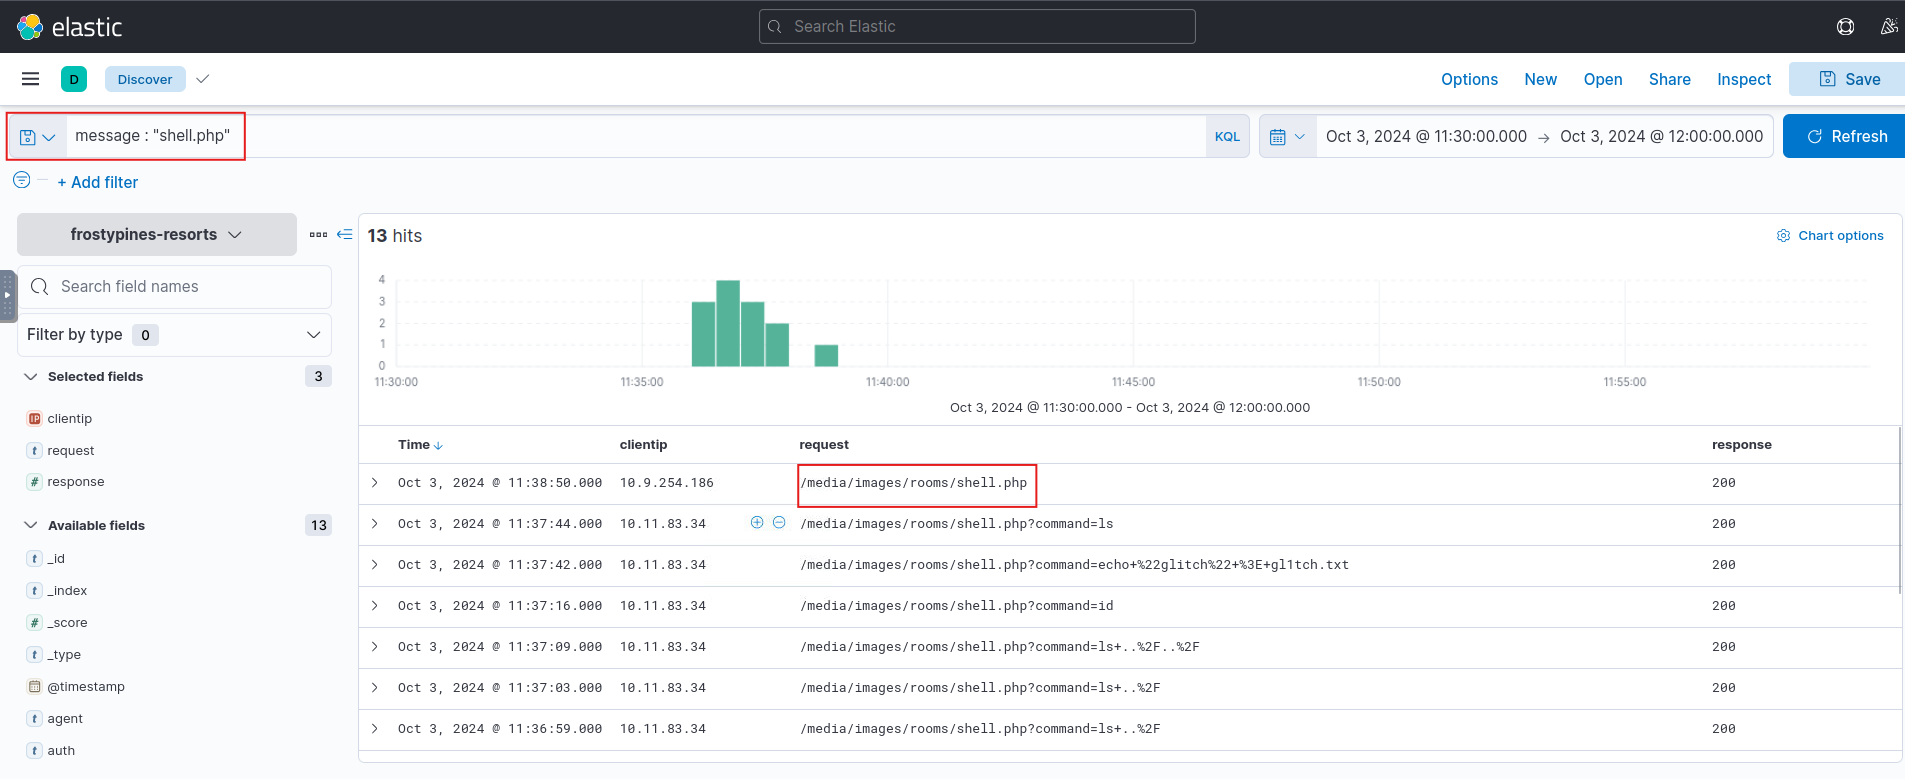 elastic
Search Elastic
D Discover
Options New Open Share Inspect Save
message : "shell.php"
KQL
Oct 3, 2024 @ 11:30:00.000 → Oct 3, 2024 @ 12:00:00.000
Refresh
+ Add filter
frostypines-resorts
Search field names
Filter by type 0
Selected fields 3
IP clientip
t request
# response
Available fields 13
t _id
t _index
# _score
t _type
@timestamp
t agent
t auth
13 hits
Chart options
4
3
2
1
0
11:30:00 11:35:00 11:40:00 11:45:00 11:50:00 11:55:00
Oct 3, 2024 @ 11:30:00.000 - Oct 3, 2024 @ 12:00:00.000
Time ↓ clientip request response
Oct 3, 2024 @ 11:38:50.000 10.9.254.186 /media/images/rooms/shell.php 200
Oct 3, 2024 @ 11:37:44.000 10.11.83.34 /media/images/rooms/shell.php?command=ls 200
Oct 3, 2024 @ 11:37:42.000 10.11.83.34 /media/images/rooms/shell.php?command=echo+%22glitch%22+%3E+gl1tch.txt 200
Oct 3, 2024 @ 11:37:16.000 10.11.83.34 /media/images/rooms/shell.php?command=id 200
Oct 3, 2024 @ 11:37:09.000 10.11.83.34 /media/images/rooms/shell.php?command=ls+..%2F..%2F 200
Oct 3, 2024 @ 11:37:03.000 10.11.83.34 /media/images/rooms/shell.php?command=ls+..%2F 200
Oct 3, 2024 @ 11:36:59.000 10.11.83.34 /media/images/rooms/shell.php?command=ls+..%2F 200